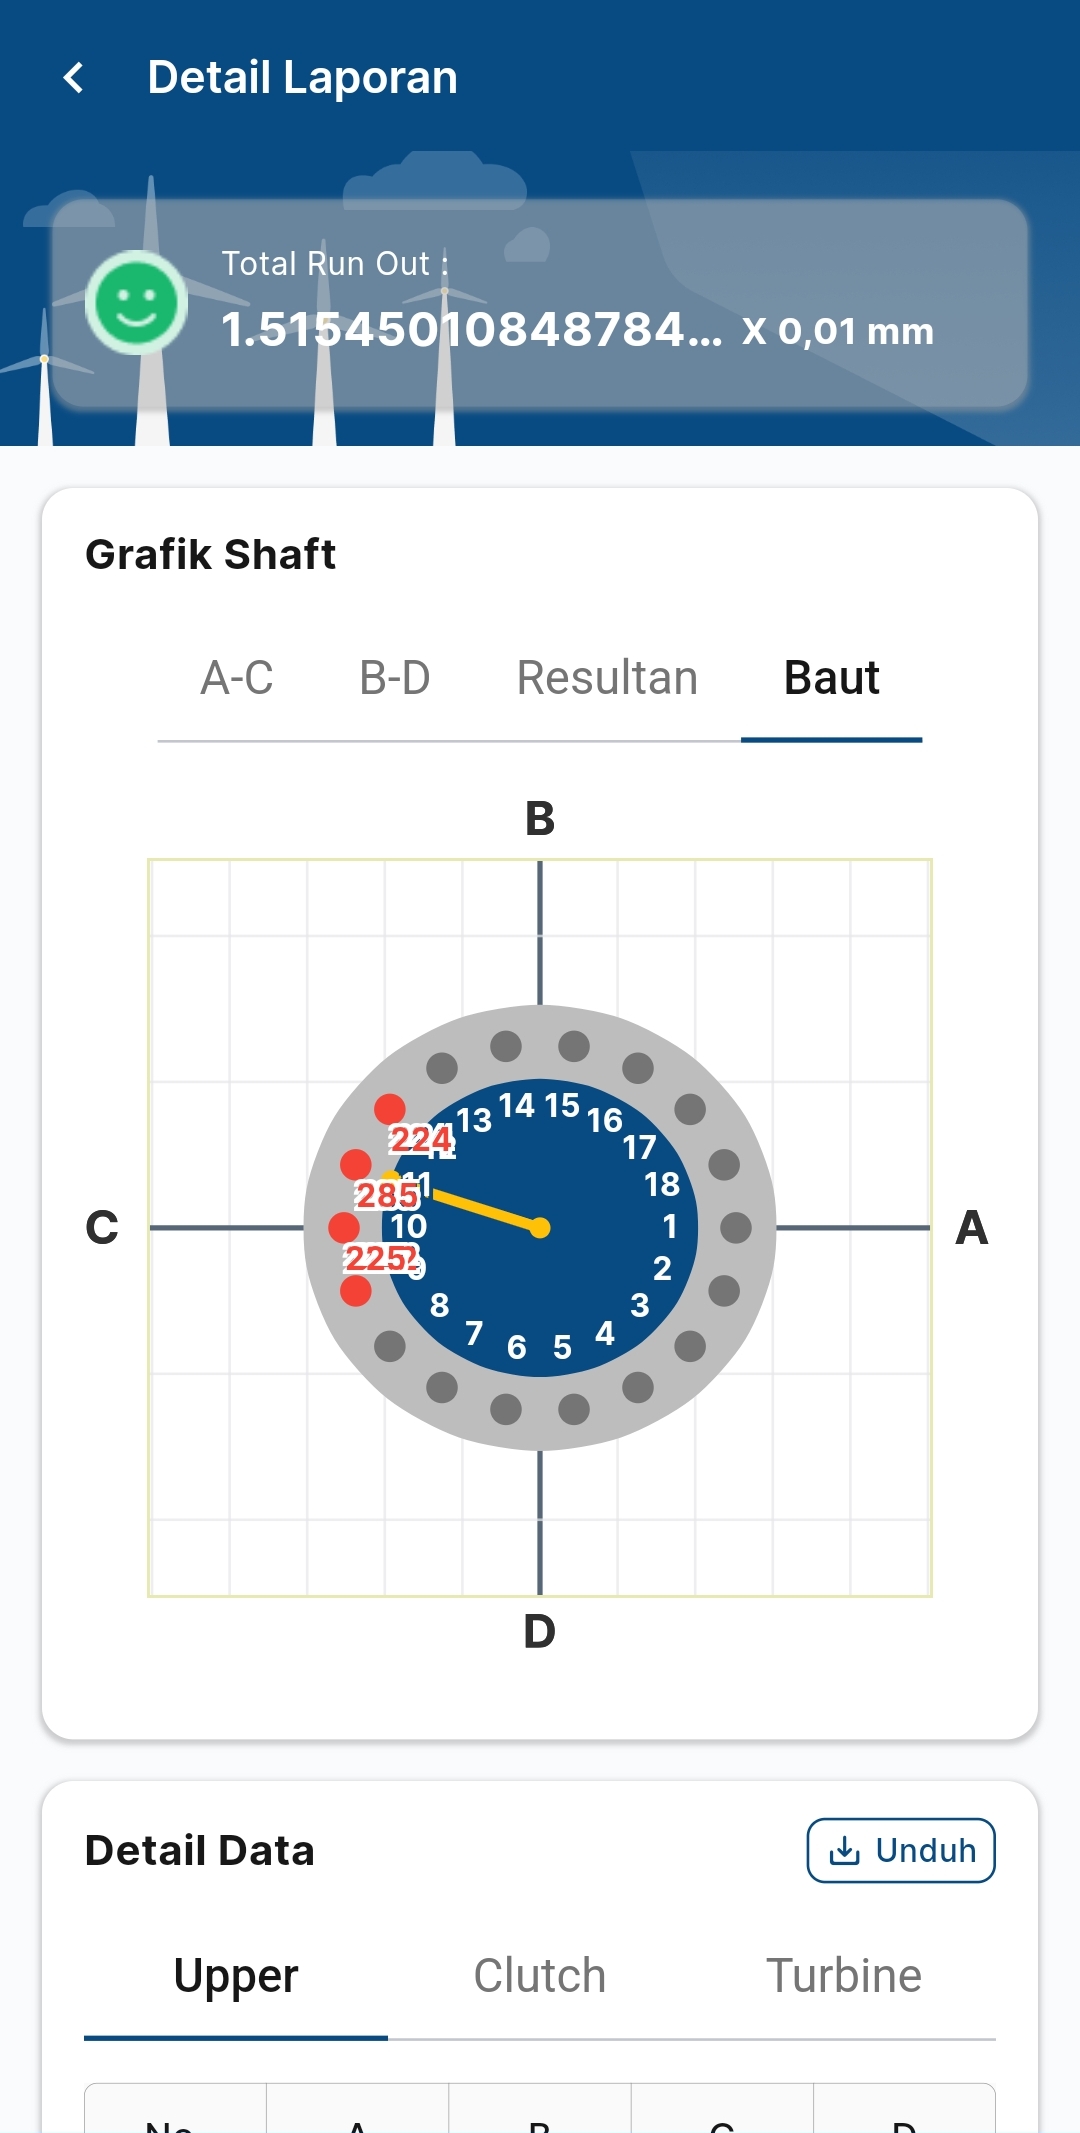 Detail Laporan
Total Run Out :
1.51545010848784... X 0,01 mm
Grafik Shaft
A-C B-D Resultan Baut
B
14 15
13 16
224 17
11 18
285
C 10 1 A
225
9 2
8 3
7 4
6 5
D
Detail Data Unduh
Upper Clutch Turbine
No A B C D